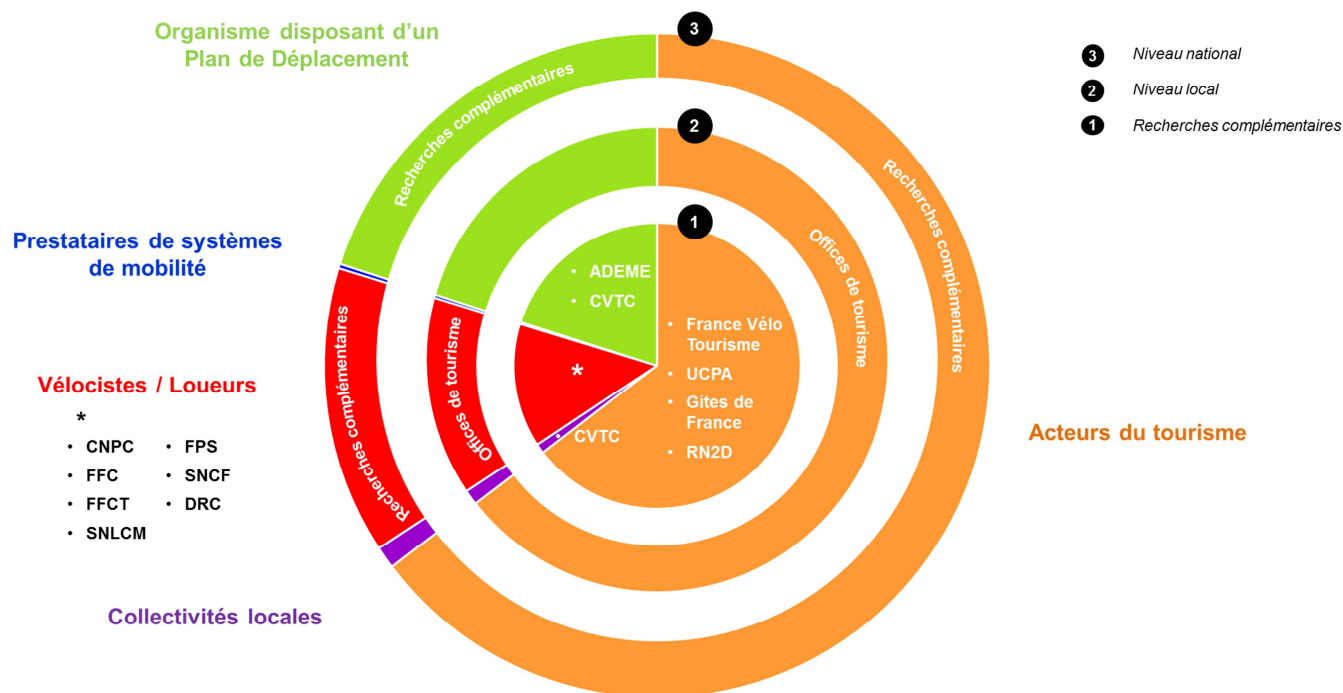 Organisme disposant d’un
Plan de Déplacement
3
3
Niveau national
2
Niveau local
1
Recherches complémentaires
Recherches complémentaires
2
Recherches complémentaires
Offices de tourisme
1
Prestataires de systèmes
de mobilité
• ADEME
• CVTC
• France Vélo
Tourisme
• UCPA
• Gites de
France
• RN2D
Recherches complémentaires
Offices de tourisme
*
• CVTC
Vélocistes / Loueurs
*
• CNPC
• FPS
• FFC
• SNCF
• FFCT
• DRC
• SNLCM
Acteurs du tourisme
Collectivités locales